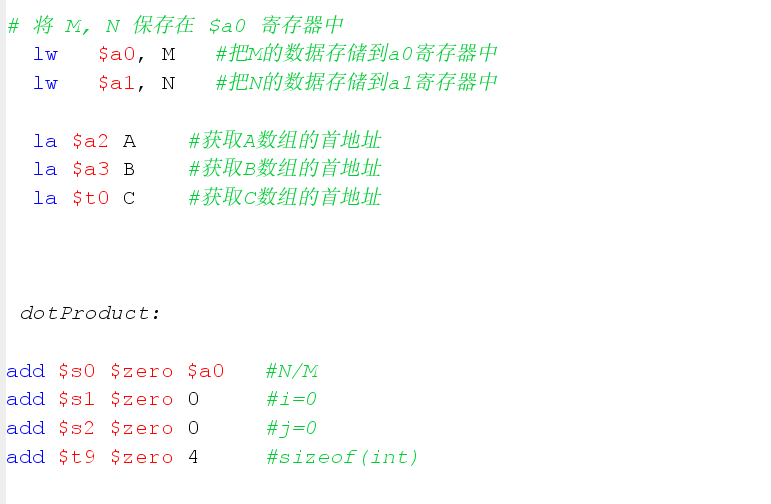 # 将 M, N 保存在 $a0 寄存器中
lw $a0, M #把M的数据存储到a0寄存器中
lw $a1, N #把N的数据存储到a1寄存器中
la $a2 A #获取A数组的首地址
la $a3 B #获取B数组的首地址
la $t0 C #获取C数组的首地址
dotProduct:
add $s0 $zero $a0 #N/M
add $s1 $zero 0 #i=0
add $s2 $zero 0 #j=0
add $t9 $zero 4 #sizeof(int)